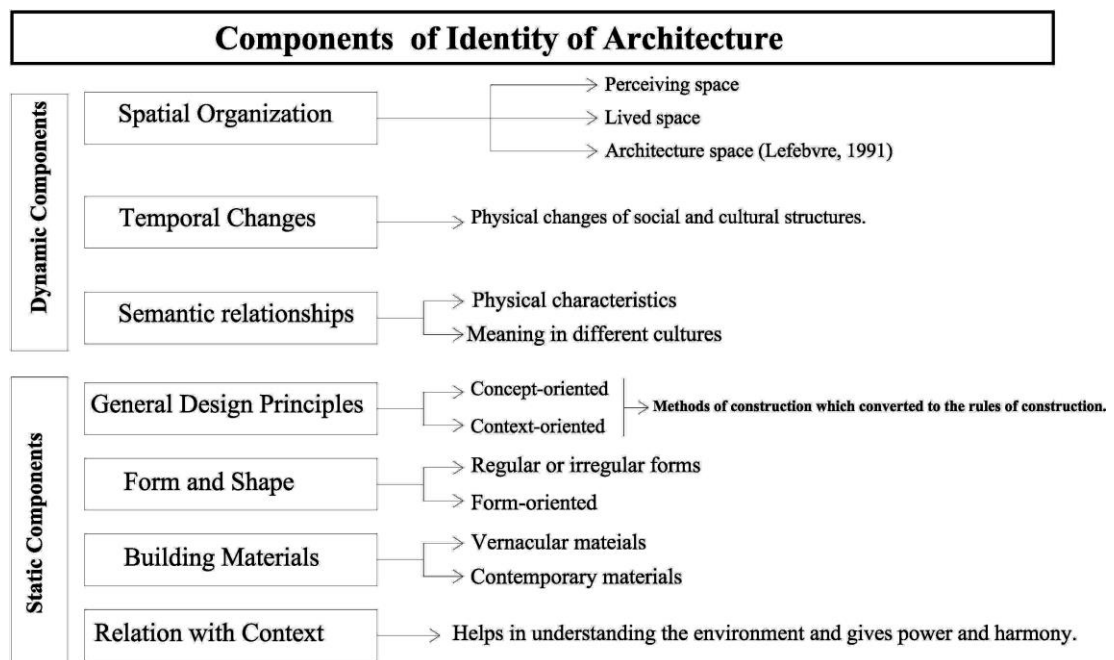 Components of Identity of Architecture
Dynamic Components
Spatial Organization
Perceiving space
Lived space
Architecture space (Lefebvre, 1991)
Temporal Changes
Physical changes of social and cultural structures.
Semantic relationships
Physical characteristics
Meaning in different cultures
Static Components
General Design Principles
Concept-oriented
Context-oriented
Methods of construction which converted to the rules of construction.
Form and Shape
Regular or irregular forms
Form-oriented
Building Materials
Vernacular mateials
Contemporary materials
Relation with Context
Helps in understanding the environment and gives power and harmony.